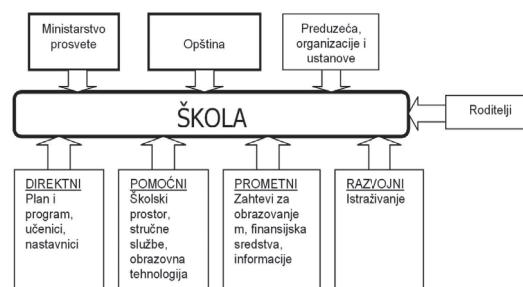 Ministarstvo
prosvete
Opština
Preduzeća,
organizacije i
ustanove
ŠKOLA
Roditelji
DIREKTNI
Plan i
program,
učenici,
nastavnici
POMOĆNI
Školski
prostor,
stručne
službe,
obrazovna
tehnologija
PROMETNI
Zahtevi za
obrazovanje
m, finansijska
sredstva,
informacije
RAZVOJNI
Istraživanje